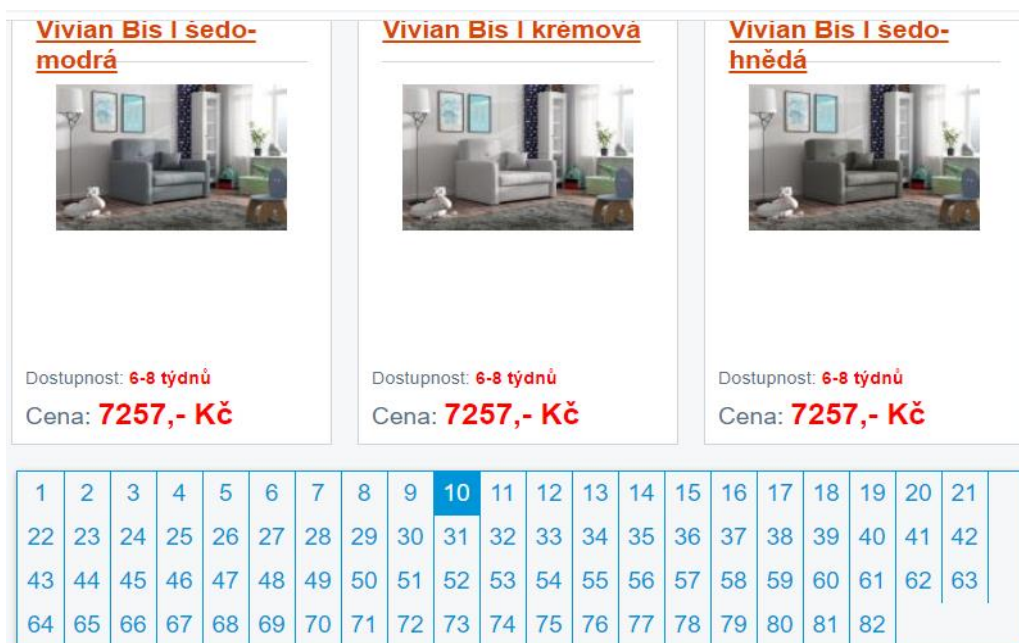 Vivian Bis I šedo-
modrá
Vivian Bis I krémová
Vivian Bis I šedo-
hnědá
Dostupnost: 6-8 týdnů
Cena: 7257,- Kč
Dostupnost: 6-8 týdnů
Cena: 7257,- Kč
Dostupnost: 6-8 týdnů
Cena: 7257,- Kč
1 2 3 4 5 6 7 8 9 10 11 12 13 14 15 16 17 18 19 20 21
22 23 24 25 26 27 28 29 30 31 32 33 34 35 36 37 38 39 40 41 42
43 44 45 46 47 48 49 50 51 52 53 54 55 56 57 58 59 60 61 62 63
64 65 66 67 68 69 70 71 72 73 74 75 76 77 78 79 80 81 82